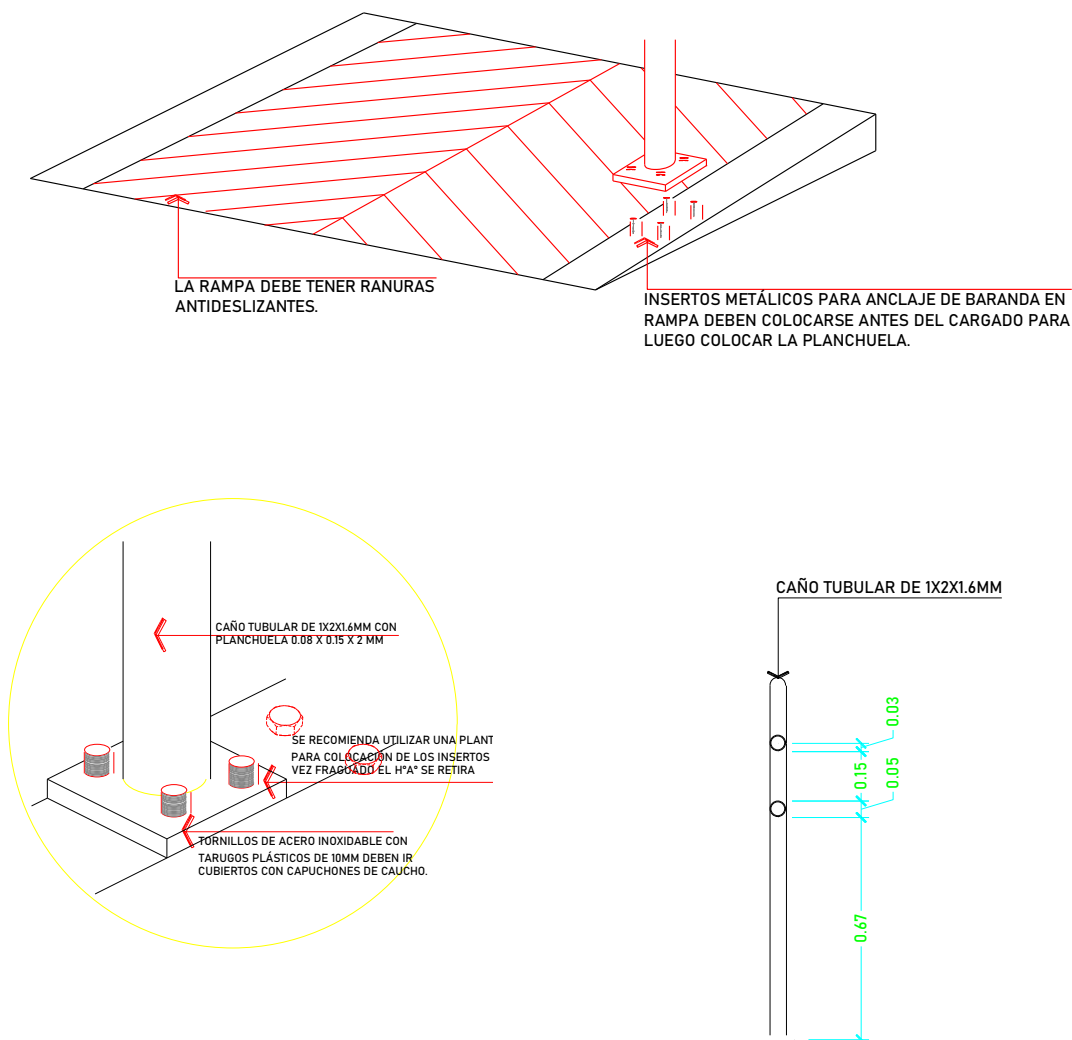 LA RAMPA DEBE TENER RANURAS
ANTIDESLIZANTES.
INSERTOS METÁLICOS PARA ANCLAJE DE BARANDA EN
RAMPA DEBEN COLOCARSE ANTES DEL CARGADO PARA
LUEGO COLOCAR LA PLANCHUELA.
CAÑO TUBULAR DE 1X2X1.6MM CON
PLANCHUELA 0.08 X 0.15 X 2 MM
SE RECOMIENDA UTILIZAR UNA PLANT
PARA COLOCACIÓN DE LOS INSERTOS
VEZ FRAGUADO EL H°A° SE RETIRA
TORNILLOS DE ACERO INOXIDABLE CON
TARUGOS PLÁSTICOS DE 10MM DEBEN IR
CUBIERTOS CON CAPUCHONES DE CAUCHO.
CAÑO TUBULAR DE 1X2X1.6MM
0.03
0.15
0.05
0.67